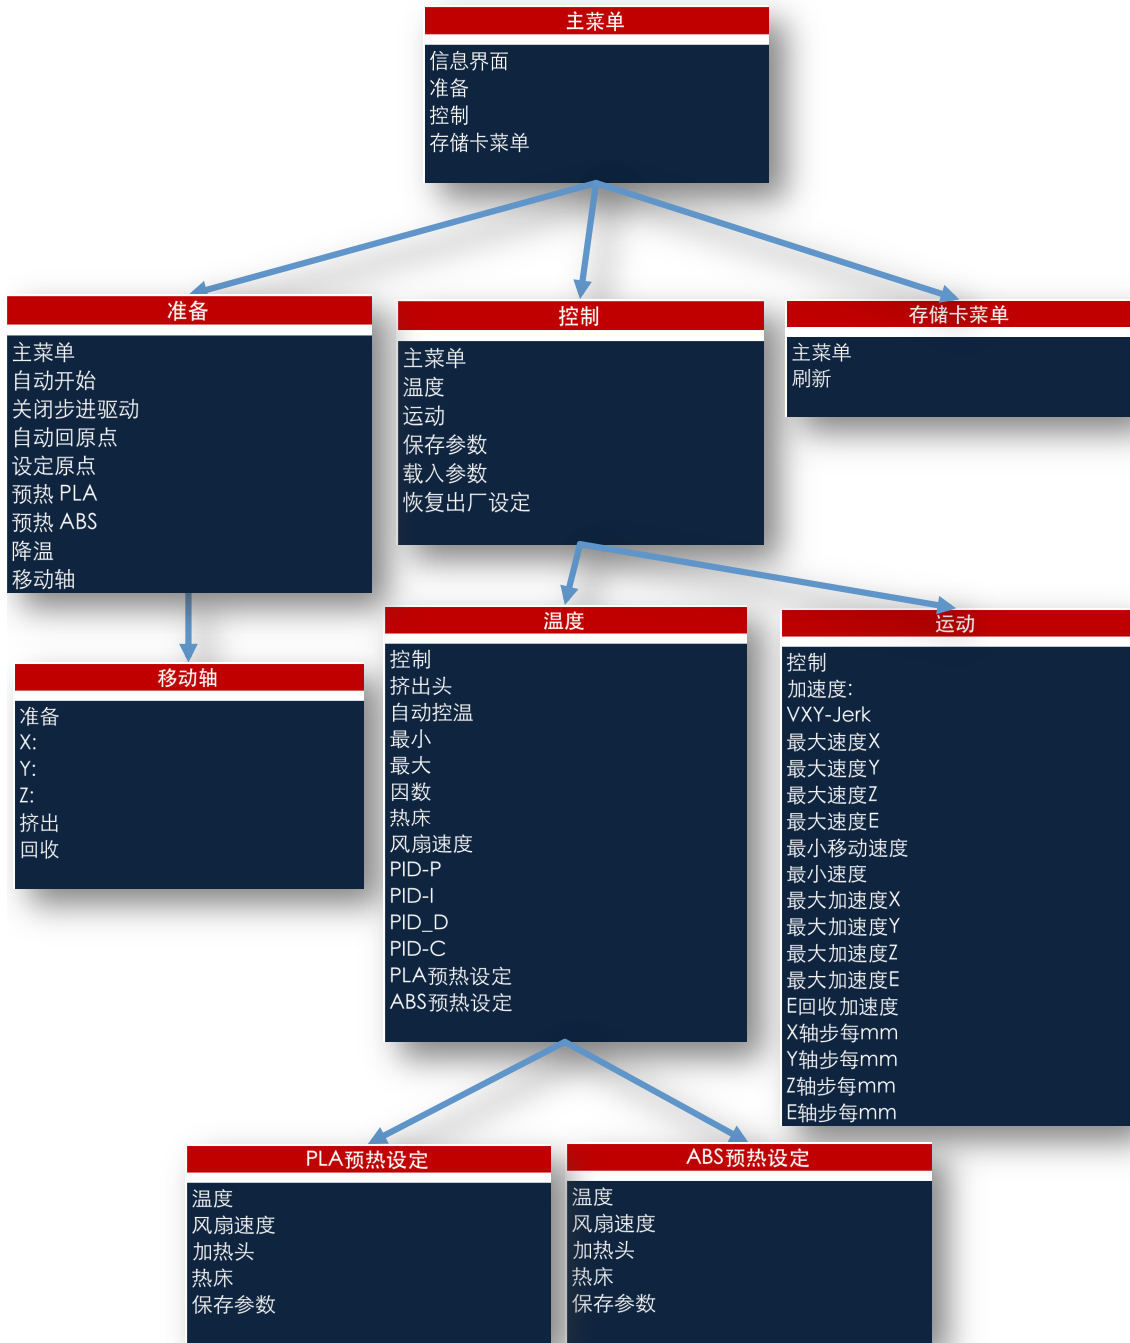 主菜单
信息界面
准备
控制
存储卡菜单
准备
主菜单
自动开始
关闭步进驱动
自动回原点
设定原点
预热 PLA
预热 ABS
降温
移动轴
控制
主菜单
温度
运动
保存参数
载入参数
恢复出厂设定
存储卡菜单
主菜单
刷新
移动轴
准备
X:
Y:
Z:
挤出
回收
温度
控制
挤出头
自动控温
最小
最大
因数
热床
风扇速度
PID-P
PID-I
PID_D
PID-C
PLA预热设定
ABS预热设定
运动
控制
加速度:
VXY-Jerk
最大速度X
最大速度Y
最大速度Z
最大速度E
最小移动速度
最小速度
最大加速度X
最大加速度Y
最大加速度Z
最大加速度E
E回收加速度
X轴步每mm
Y轴步每mm
Z轴步每mm
E轴步每mm
PLA预热设定
温度
风扇速度
加热头
热床
保存参数
ABS预热设定
温度
风扇速度
加热头
热床
保存参数